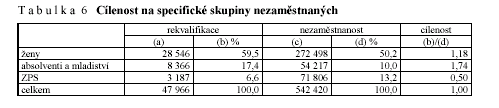 Tabulka 6 Cílenost na specifické skupiny nezaměstnaných
rekvalifikace nezaměstnanost cílenost
(a) (b) % (c) (d) % (b)/(d)
ženy 28 546 59,5 272 498 50,2 1,18
absolventi a mladiství 8 366 17,4 54 217 10,0 1,74
ZPS 3 187 6,6 71 806 13,2 0,50
celkem 47 966 100,0 542 420 100,0 1,00